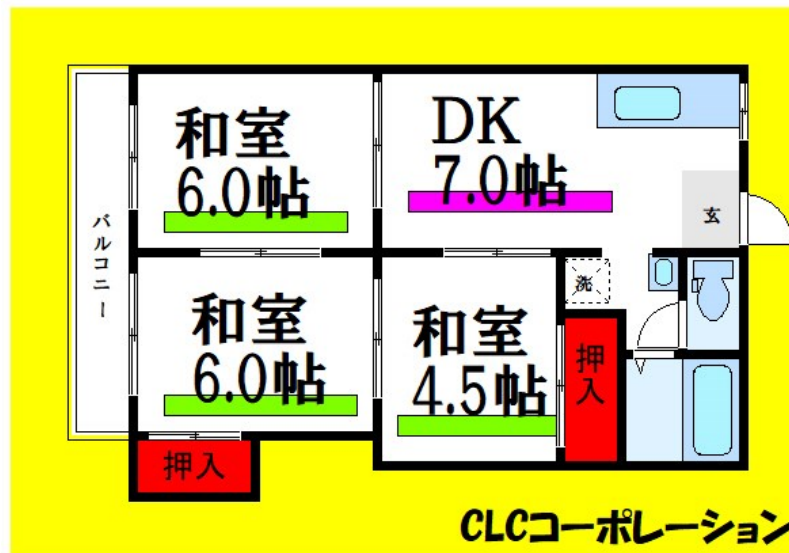 和室
6.0帖
DK
7.0帖
玄
バルコニー
洗
和室
6.0帖
和室
4.5帖
押入
押入
CLCコーポレーション